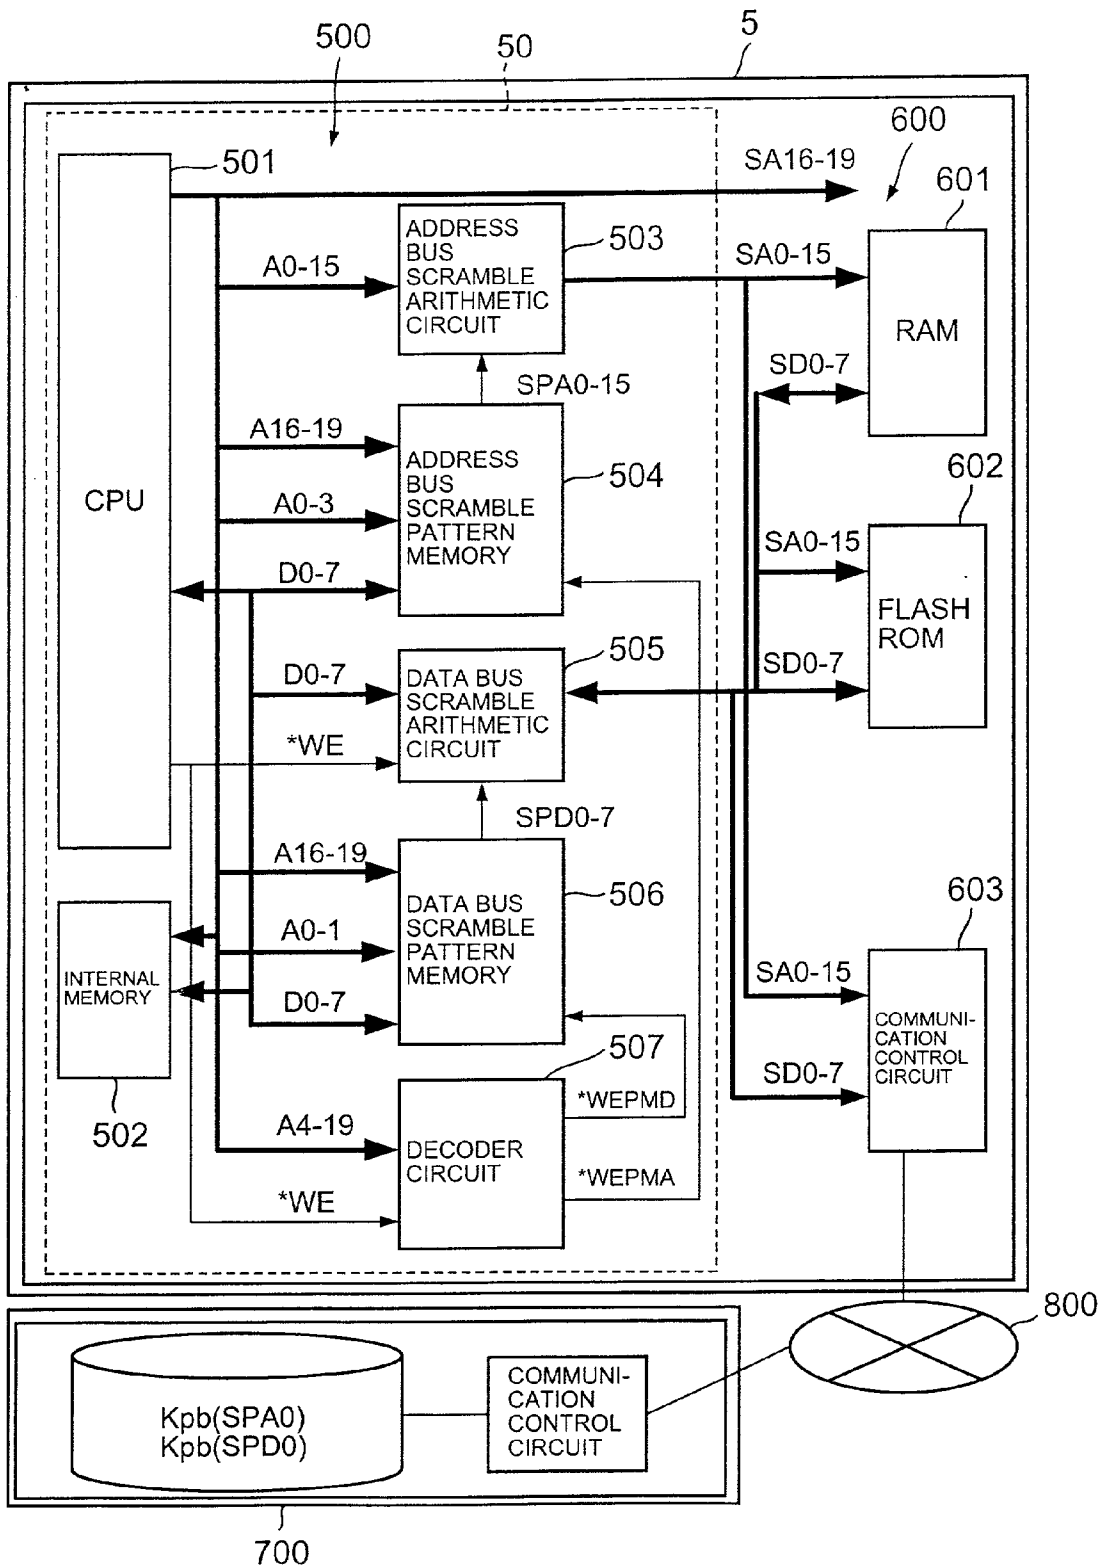 5
500
50
600
501
SA16-19
601
ADDRESS
BUS
SCRAMBLE
ARITHMETIC
CIRCUIT
503
A0-15
SA0-15
RAM
SPA0-15
SD0-7
A16-19
CPU
ADDRESS
BUS
SCRAMBLE
PATTERN
MEMORY
504
602
A0-3
SA0-15
D0-7
FLASH
ROM
505
D0-7
DATA BUS
SCRAMBLE
ARITHMETIC
CIRCUIT
SD0-7
*WE
SPD0-7
A16-19
506
603
DATA BUS
SCRAMBLE
PATTERN
MEMORY
A0-1
INTERNAL
MEMORY
SA0-15
D0-7
COMMUNI-
CATION
CONTROL
CIRCUIT
507
SD0-7
*WEPMD
502
A4-19
DECODER
CIRCUIT
*WEPMA
*WE
800
COMMUNI-
CATION
CONTROL
CIRCUIT
Kpb(SPA0)
Kpb(SPD0)
700